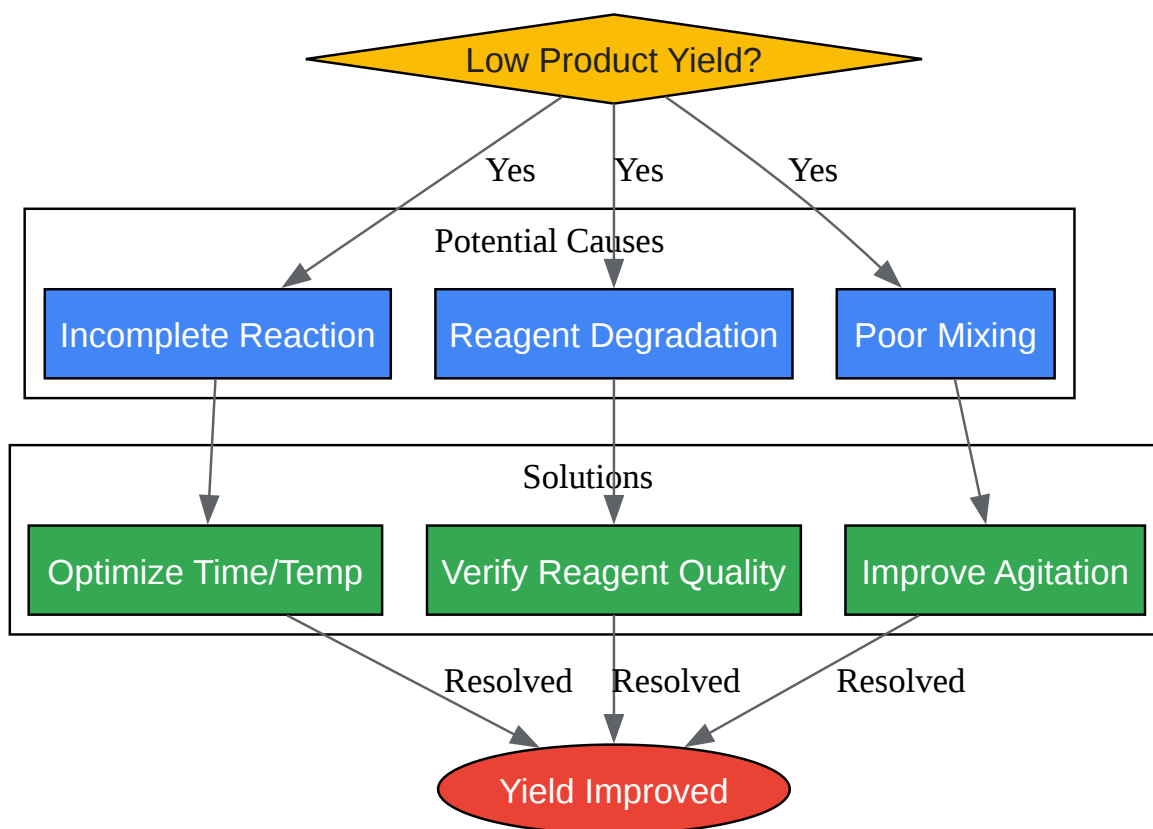 Low Product Yield?
Yes
Yes
Yes
Potential Causes
Incomplete Reaction
Reagent Degradation
Poor Mixing
Solutions
Optimize Time/Temp
Verify Reagent Quality
Improve Agitation
Resolved
Resolved
Resolved
Yield Improved